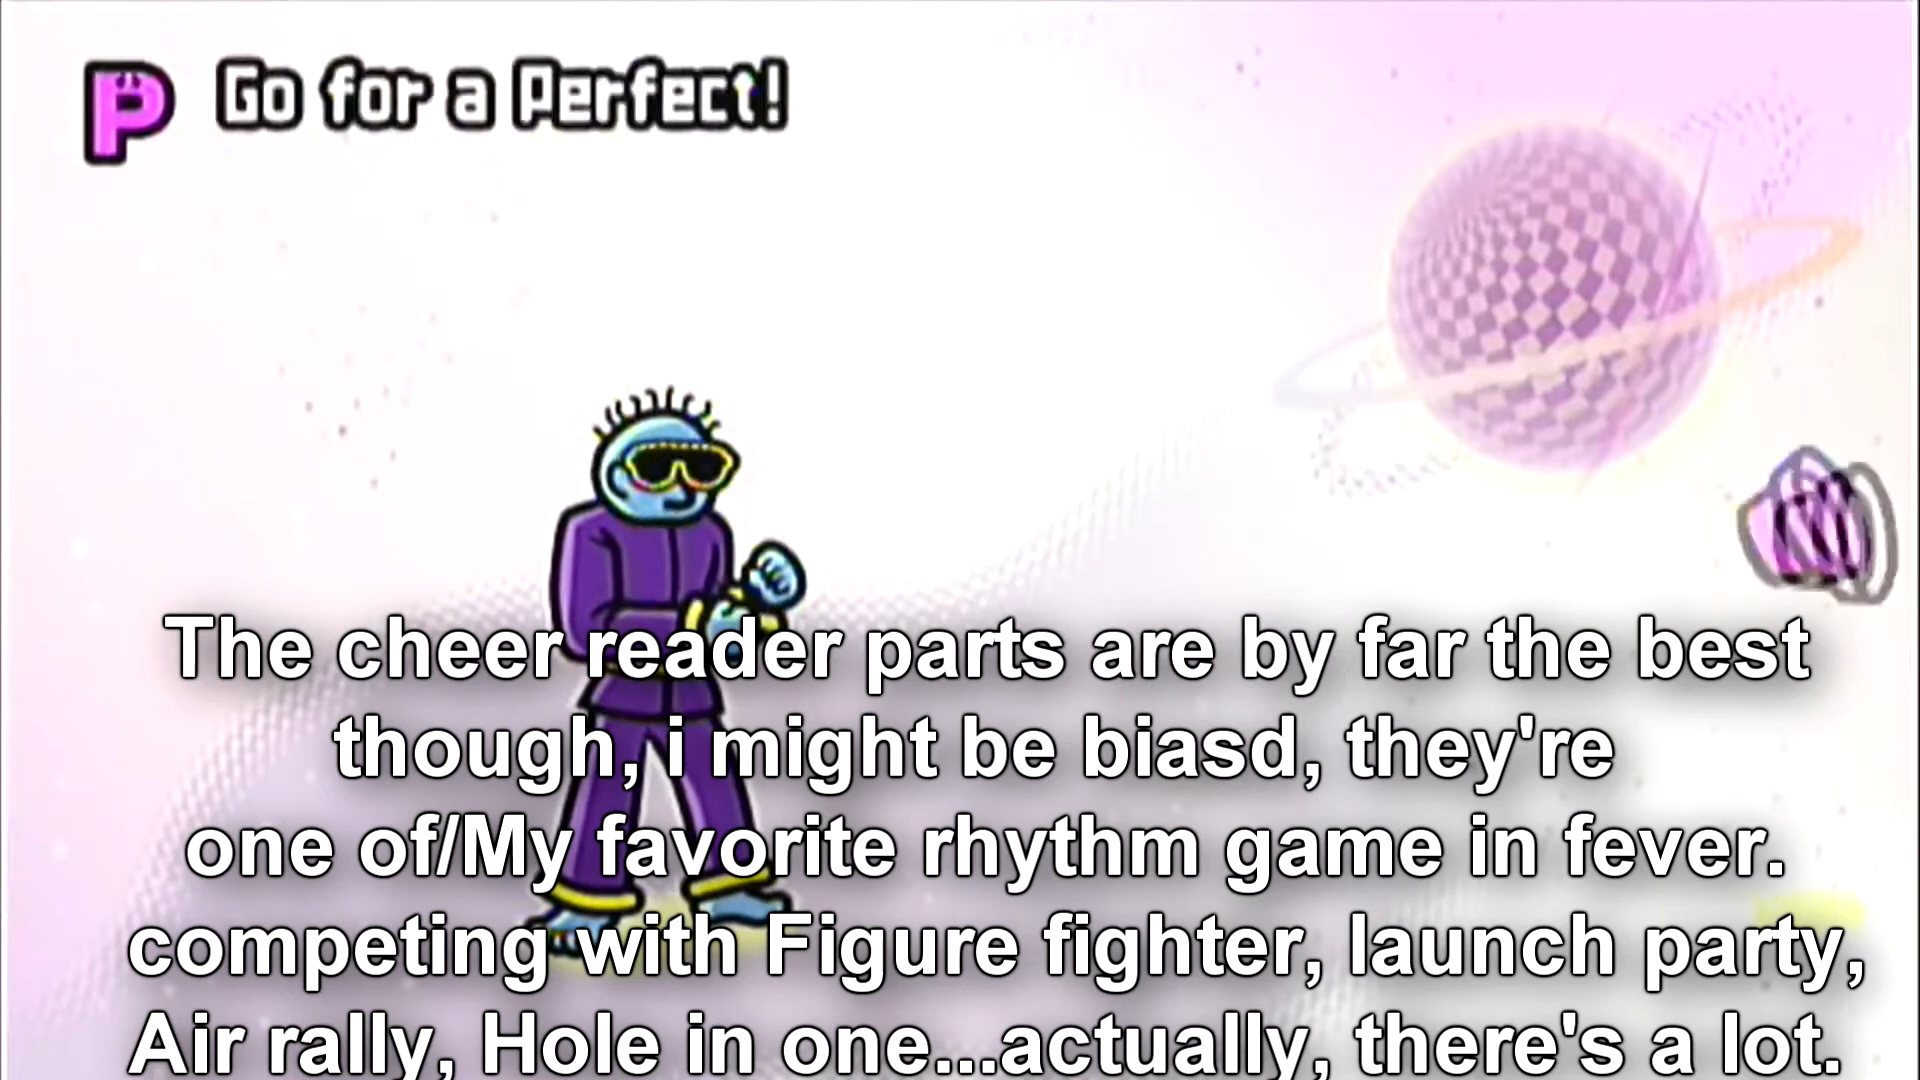 P Go for a Perfect!
The cheer reader parts are by far the best
though, i might be biasd, they're
one of/My favorite rhythm game in fever.
competing with Figure fighter, launch party,
Air rally, Hole in one...actually, there's a lot.